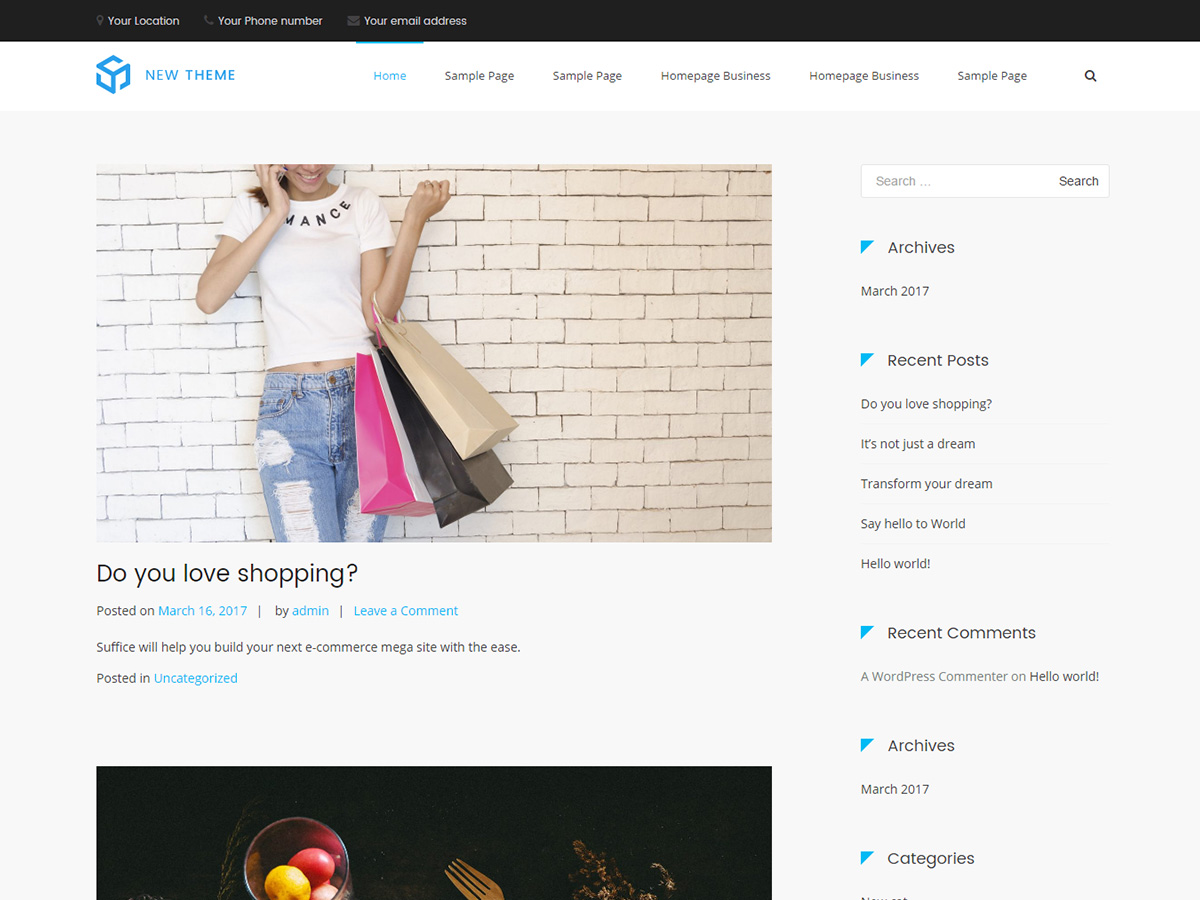 Your Location Your Phone number Your email address
NEW THEME Home Sample Page Sample Page Homepage Business Homepage Business Sample Page
MANCE
Do you love shopping?
Posted on March 16, 2017 | by admin | Leave a Comment
Suffice will help you build your next e-commerce mega site with the ease.
Posted in Uncategorized
Search … Search
Archives
March 2017
Recent Posts
Do you love shopping?
It’s not just a dream
Transform your dream
Say hello to World
Hello world!
Recent Comments
A WordPress Commenter on Hello world!
Archives
March 2017
Categories